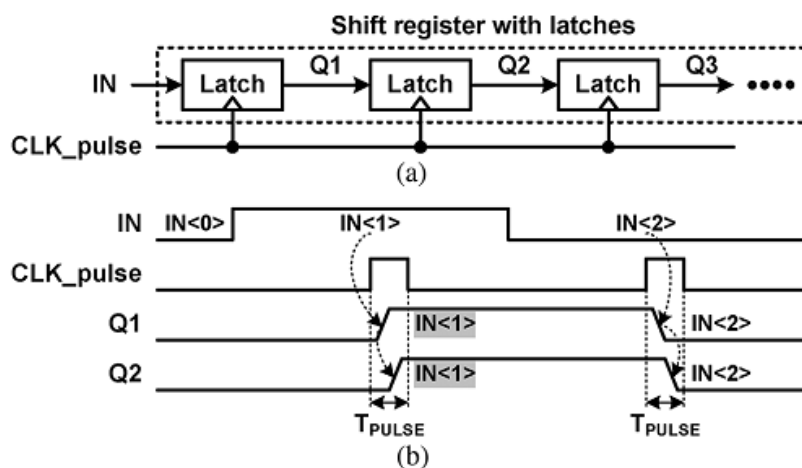 Shift register with latches
IN Latch Q1 Latch Q2 Latch Q3 ••••
CLK_pulse
(a)
IN IN<0> IN<1> IN<2>
CLK_pulse
Q1 IN<1> IN<2>
Q2 IN<1> IN<2>
TPULSE TPULSE
(b)